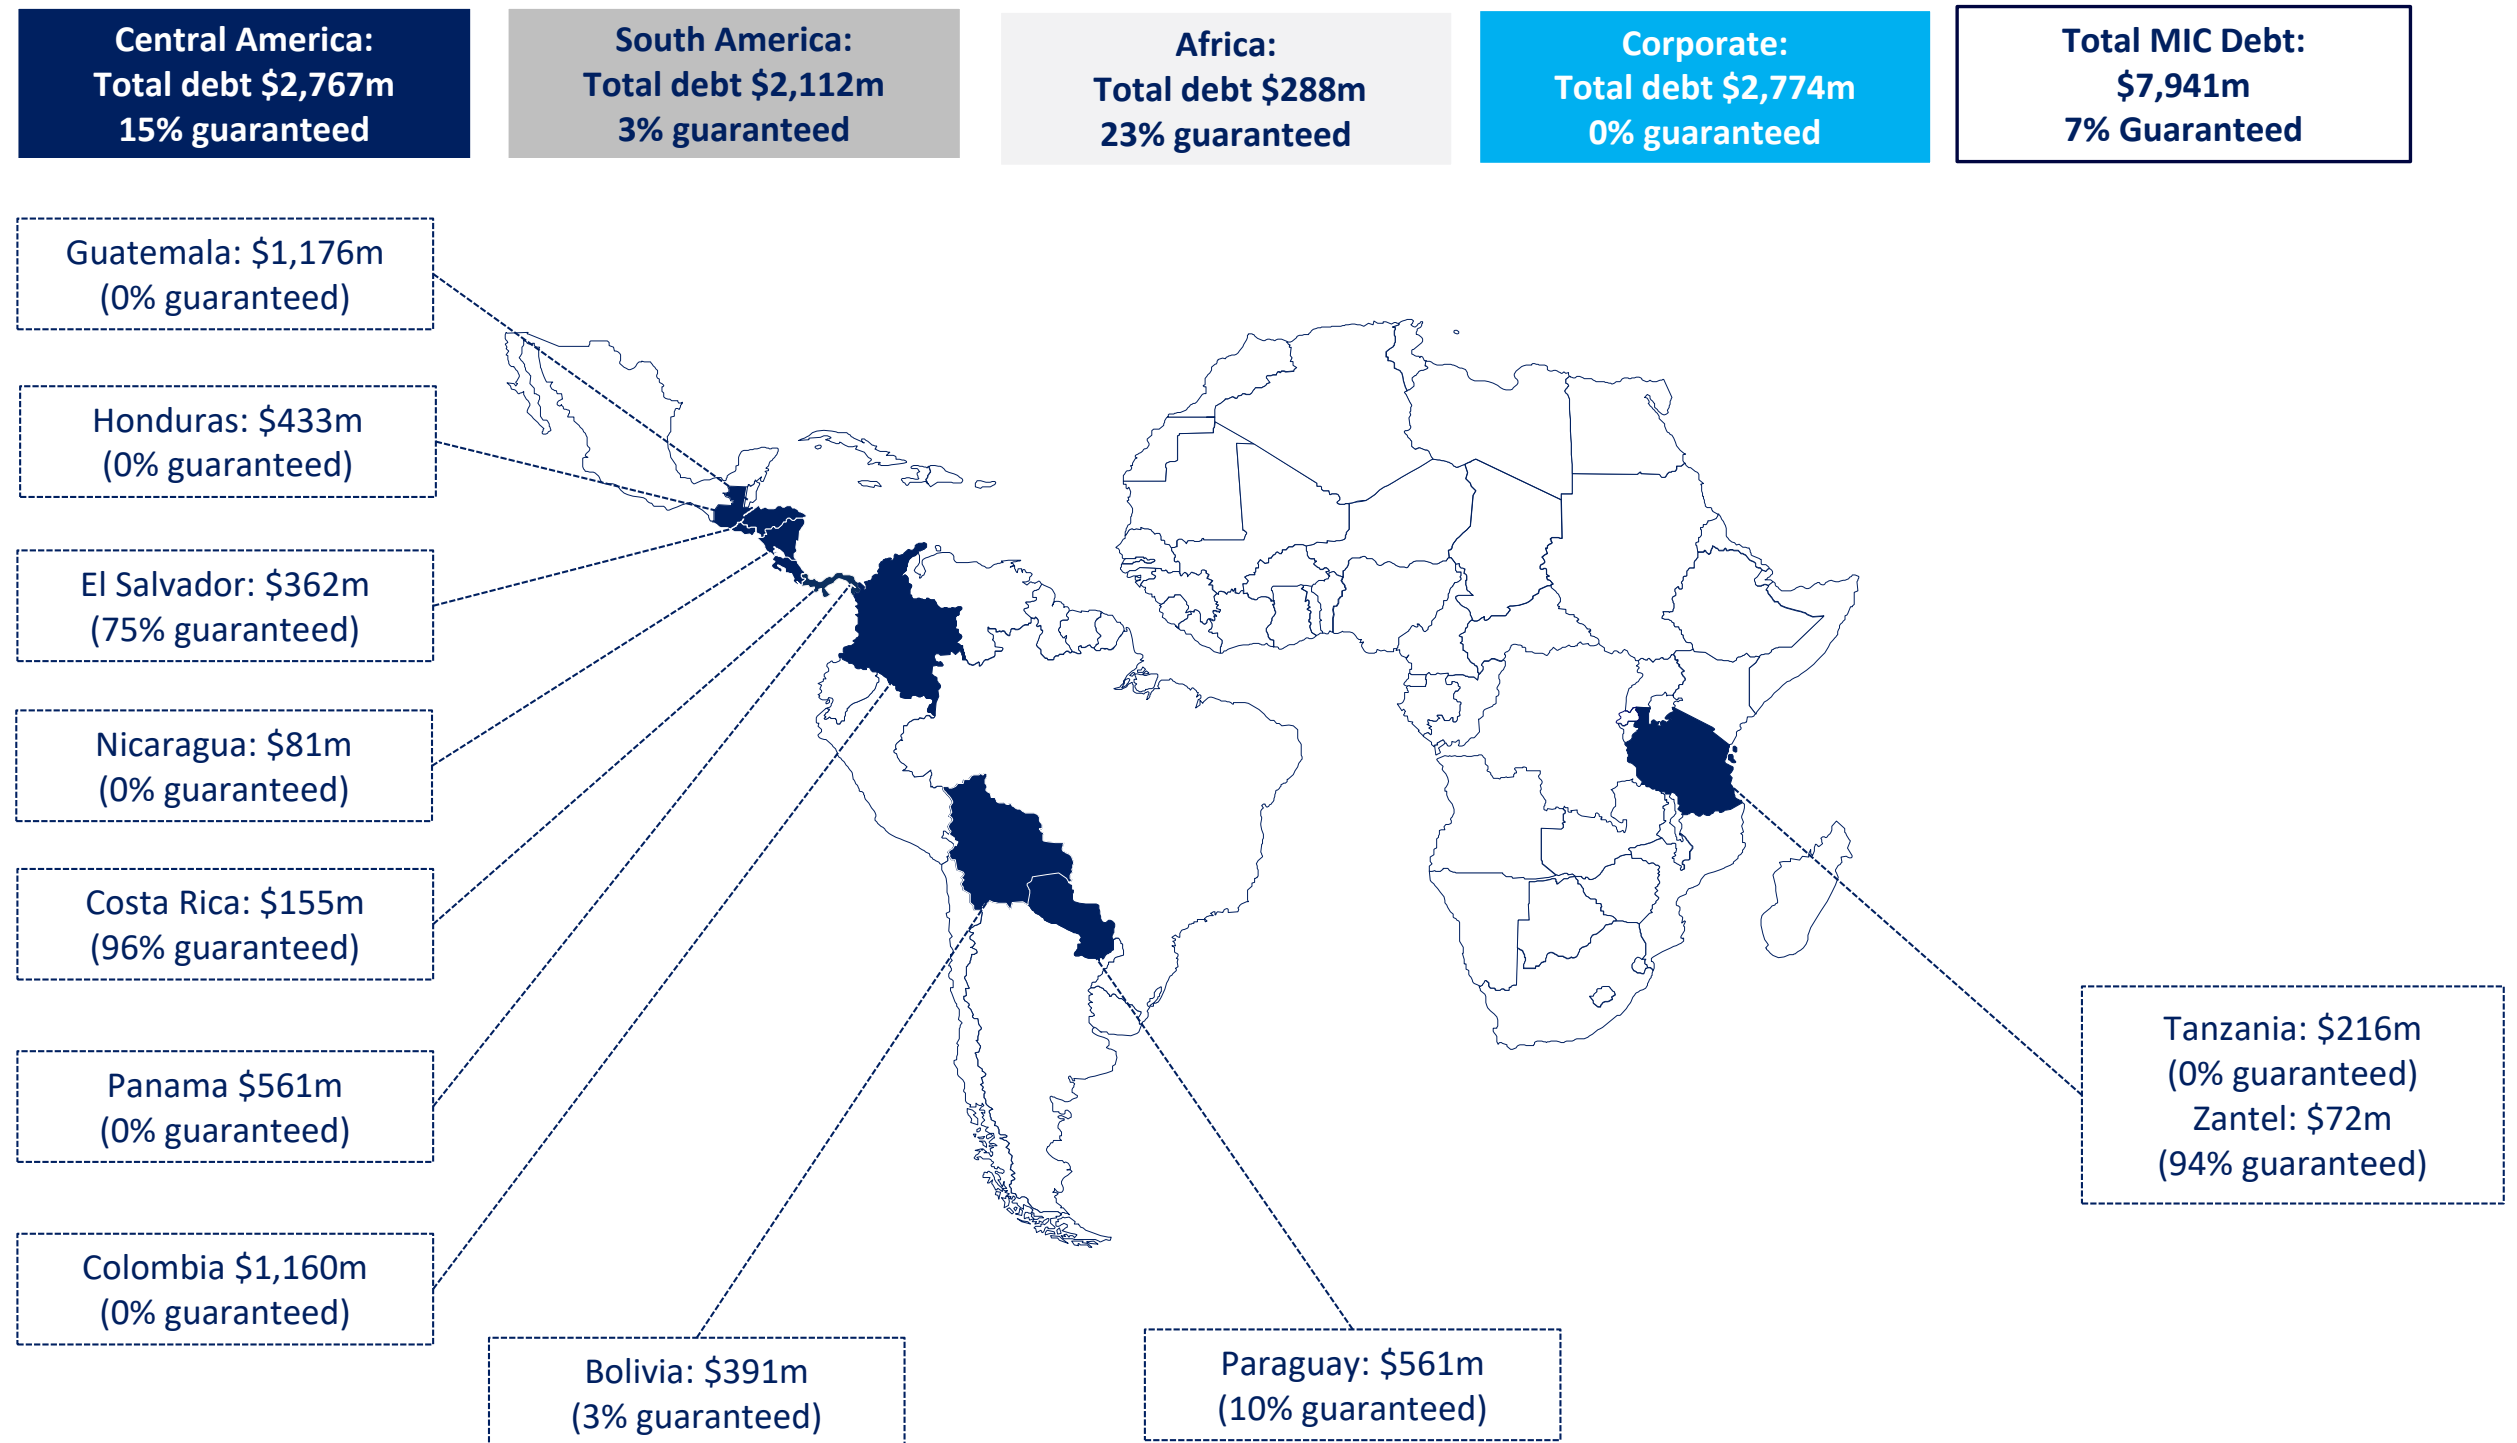 Central America:
Total debt $2,767m
15% guaranteed
South America:
Total debt $2,112m
3% guaranteed
Africa:
Total debt $288m
23% guaranteed
Corporate:
Total debt $2,774m
0% guaranteed
Total MIC Debt:
$7,941m
7% Guaranteed
Guatemala: $1,176m
(0% guaranteed)
Honduras: $433m
(0% guaranteed)
El Salvador: $362m
(75% guaranteed)
Nicaragua: $81m
(0% guaranteed)
Costa Rica: $155m
(96% guaranteed)
Panama $561m
(0% guaranteed)
Colombia $1,160m
(0% guaranteed)
Bolivia: $391m
(3% guaranteed)
Paraguay: $561m
(10% guaranteed)
Tanzania: $216m
(0% guaranteed)
Zantel: $72m
(94% guaranteed)